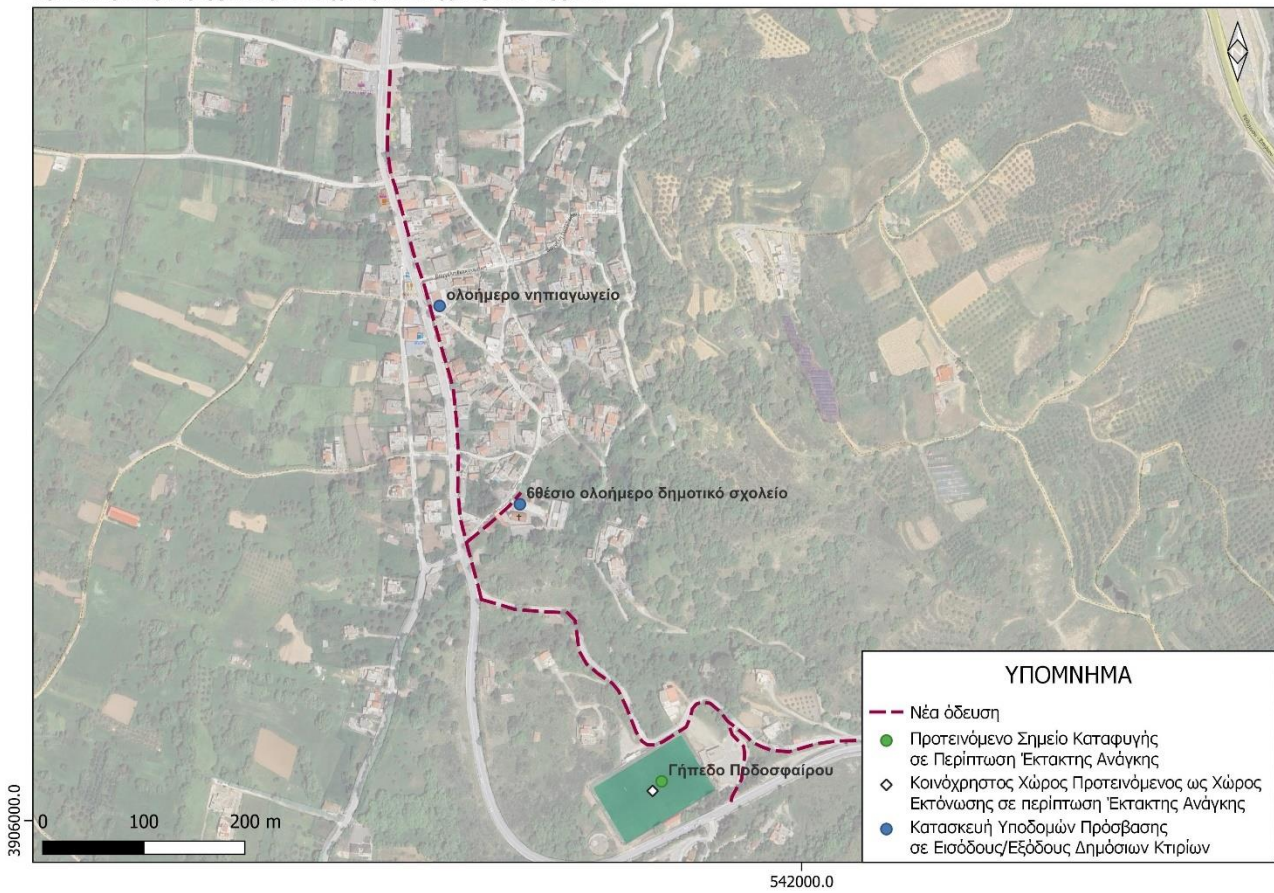 ολοήμερο νηπιαγωγείο
6θέσιο ολοήμερο δημοτικό σχολείο
Γήπεδο Πρδοσφαίρου
ΥΠΟΜΝΗΜΑ
Νέα όδευση
Προτεινόμενο Σημείο Καταφυγής
σε Περίπτωση Έκτακτης Ανάγκης
Κοινόχρηστος Χώρος Προτεινόμενος ως Χώρος
Εκτόνωσης σε περίπτωση Έκτακτης Ανάγκης
Κατασκευή Υποδομών Πρόσβασης
σε Εισόδους/Εξόδους Δημόσιων Κτιρίων
0 100 200 m
3906000.0
542000.0